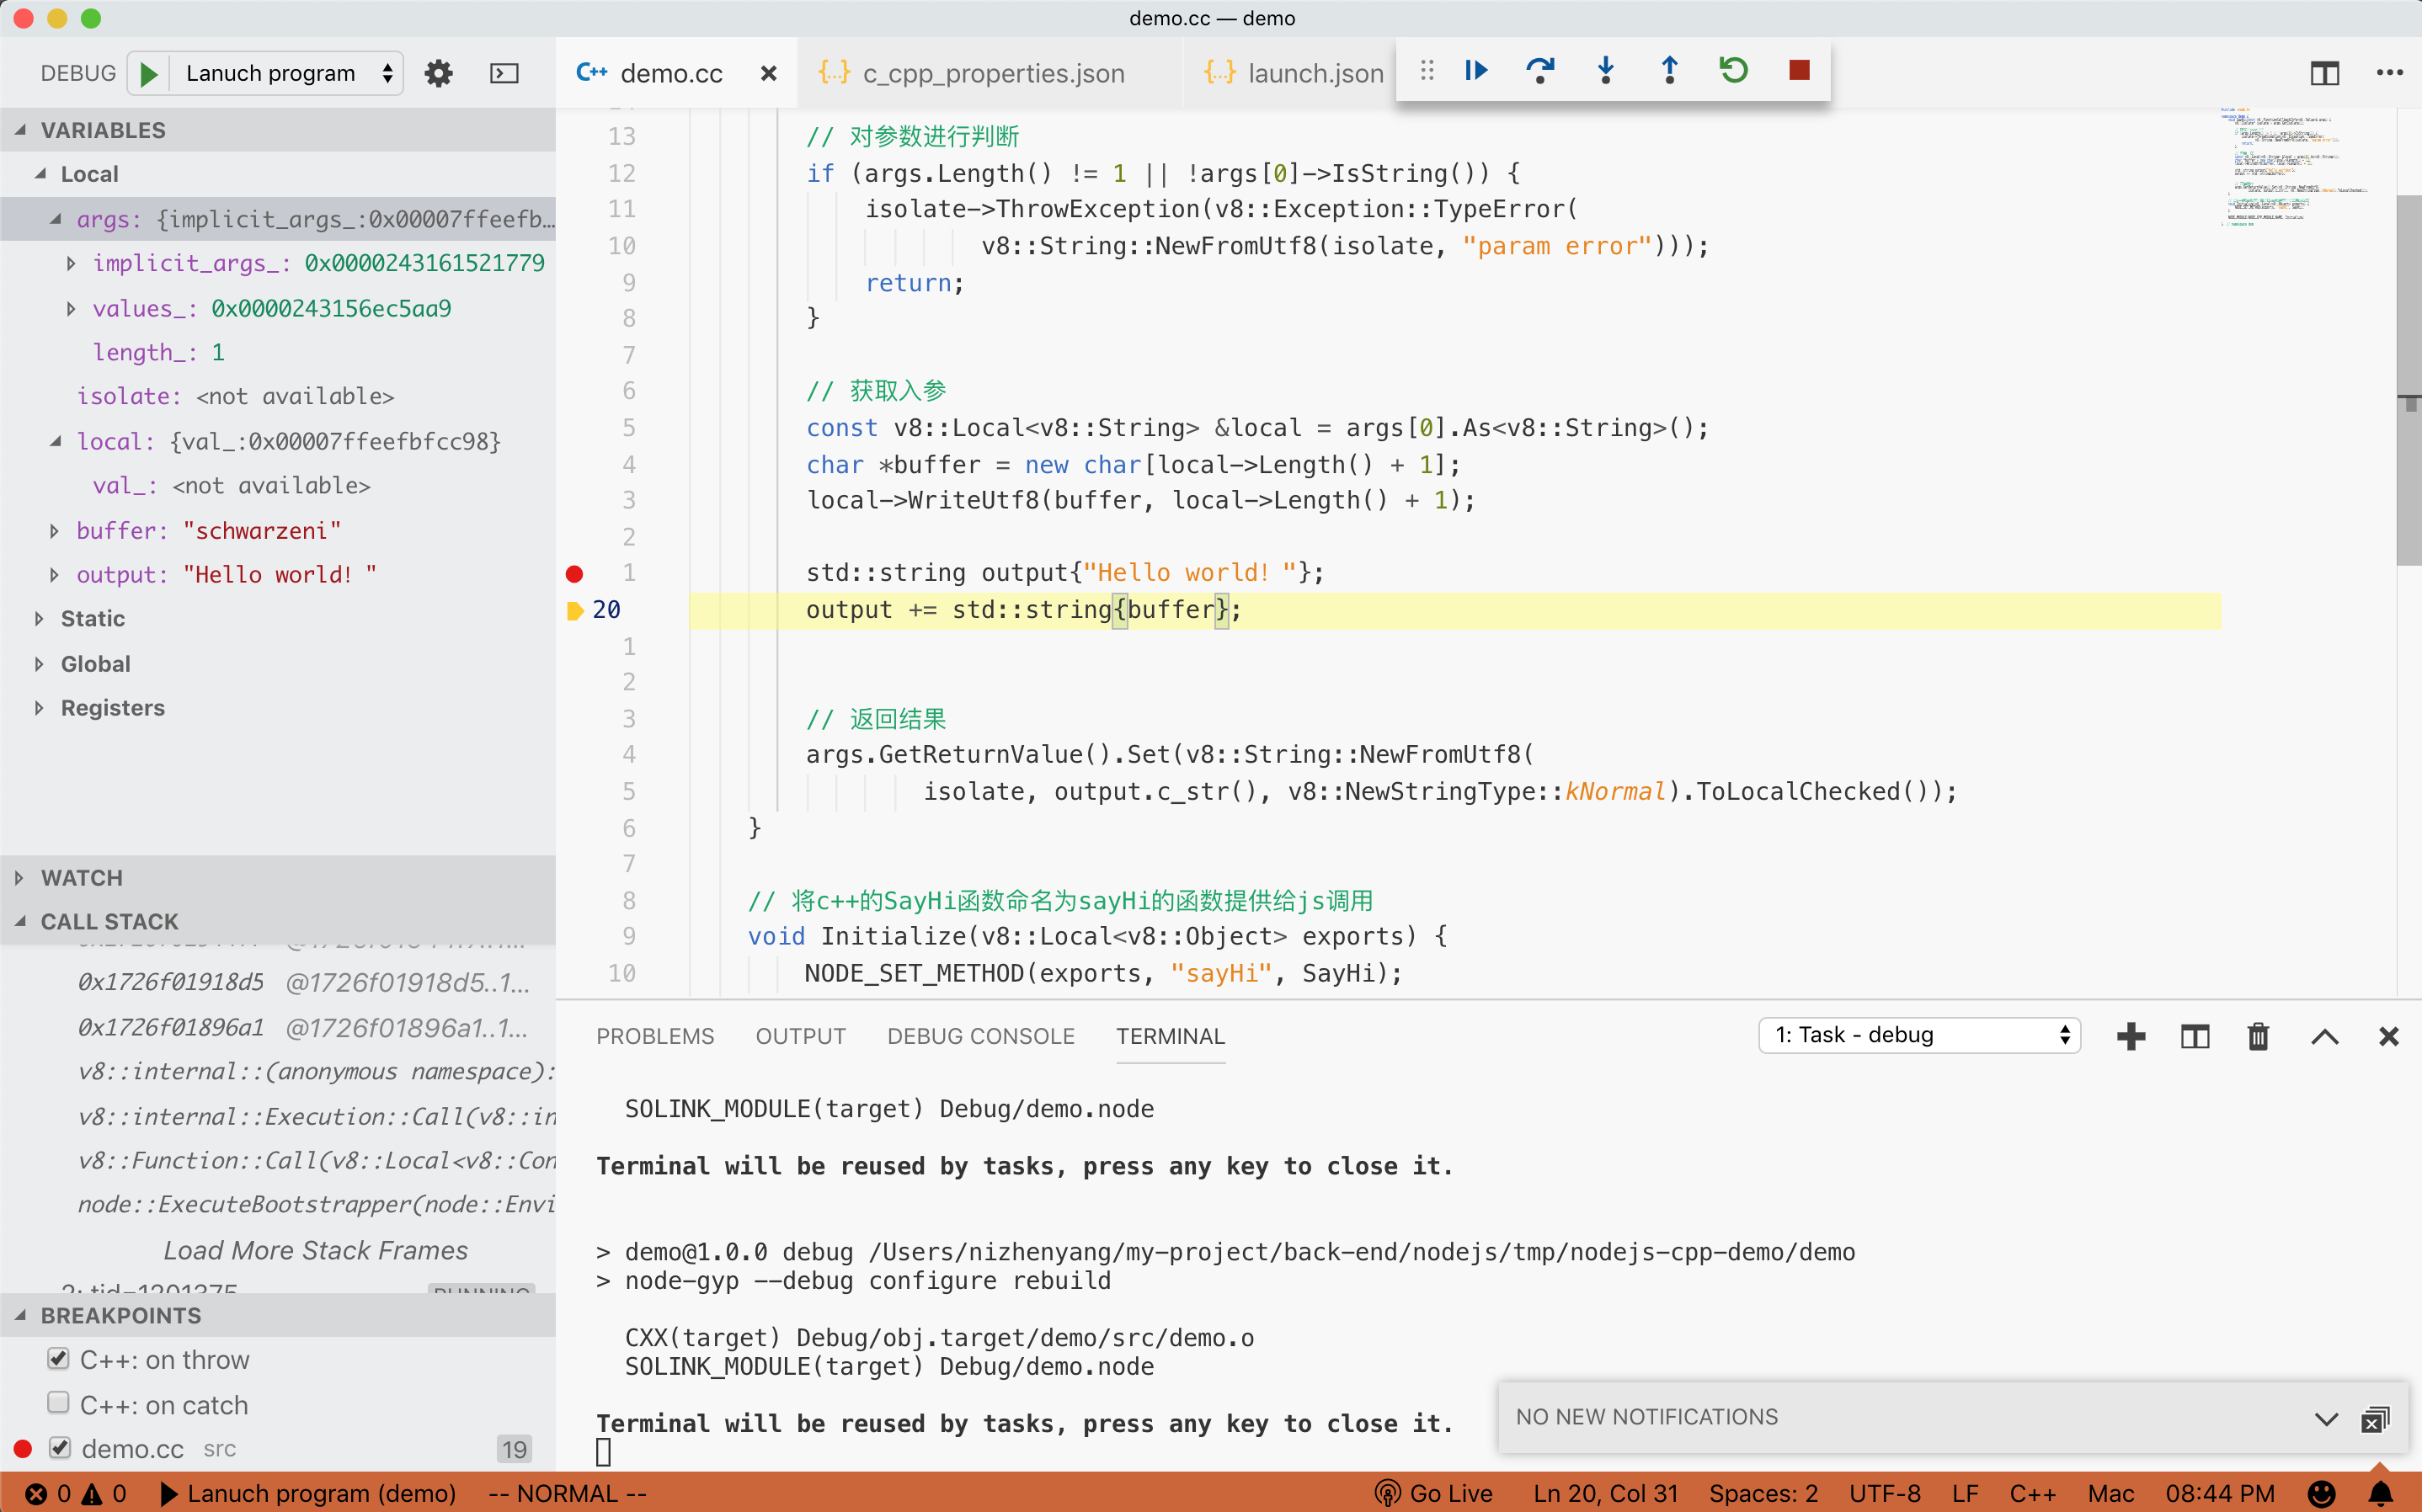 demo.cc — demo
DEBUG
Lanuch program
demo.cc
c_cpp_properties.json
launch.json
VARIABLES
Local
args: {implicit_args_:0x00007ffeefb…
implicit_args_: 0x0000243161521779
values_: 0x0000243156ec5aa9
length_: 1
isolate: <not available>
local: {val_:0x00007ffeefbfcc98}
val_: <not available>
buffer: "schwarzeni"
output: "Hello world! "
Static
Global
Registers
WATCH
CALL STACK
0x1726f01918d5 @1726f01918d5..1...
0x1726f01896a1 @1726f01896a1..1...
v8::internal::(anonymous namespace):
v8::internal::Execution::Call(v8::in
v8::Function::Call(v8::Local<v8::Con
node::ExecuteBootstrapper(node::Envi
Load More Stack Frames
2: tid=1201375 RUNNING
BREAKPOINTS
C++: on throw
C++: on catch
demo.cc src 19
13 // 对参数进行判断
12 if (args.Length() != 1 || !args[0]->IsString()) {
11 isolate->ThrowException(v8::Exception::TypeError(
10 v8::String::NewFromUtf8(isolate, "param error")));
9 return;
8 }
7
6 // 获取入参
5 const v8::Local<v8::String> &local = args[0].As<v8::String>();
4 char *buffer = new char[local->Length() + 1];
3 local->WriteUtf8(buffer, local->Length() + 1);
2
1 std::string output{"Hello world! "};
20 output += std::string{buffer};
1
2
3 // 返回结果
4 args.GetReturnValue().Set(v8::String::NewFromUtf8(
5 isolate, output.c_str(), v8::NewStringType::kNormal).ToLocalChecked());
6 }
7
8 // 将c++的SayHi函数命名为sayHi的函数提供给js调用
9 void Initialize(v8::Local<v8::Object> exports) {
10 NODE_SET_METHOD(exports, "sayHi", SayHi);
PROBLEMS OUTPUT DEBUG CONSOLE TERMINAL
1: Task - debug
SOLINK_MODULE(target) Debug/demo.node
Terminal will be reused by tasks, press any key to close it.
> demo@1.0.0 debug /Users/nizhenyang/my-project/back-end/nodejs/tmp/nodejs-cpp-demo/demo
> node-gyp --debug configure rebuild
CXX(target) Debug/obj.target/demo/src/demo.o
SOLINK_MODULE(target) Debug/demo.node
Terminal will be reused by tasks, press any key to close it.
NO NEW NOTIFICATIONS
0 0 Lanuch program (demo) -- NORMAL -- Go Live Ln 20, Col 31 Spaces: 2 UTF-8 LF C++ Mac 08:44 PM